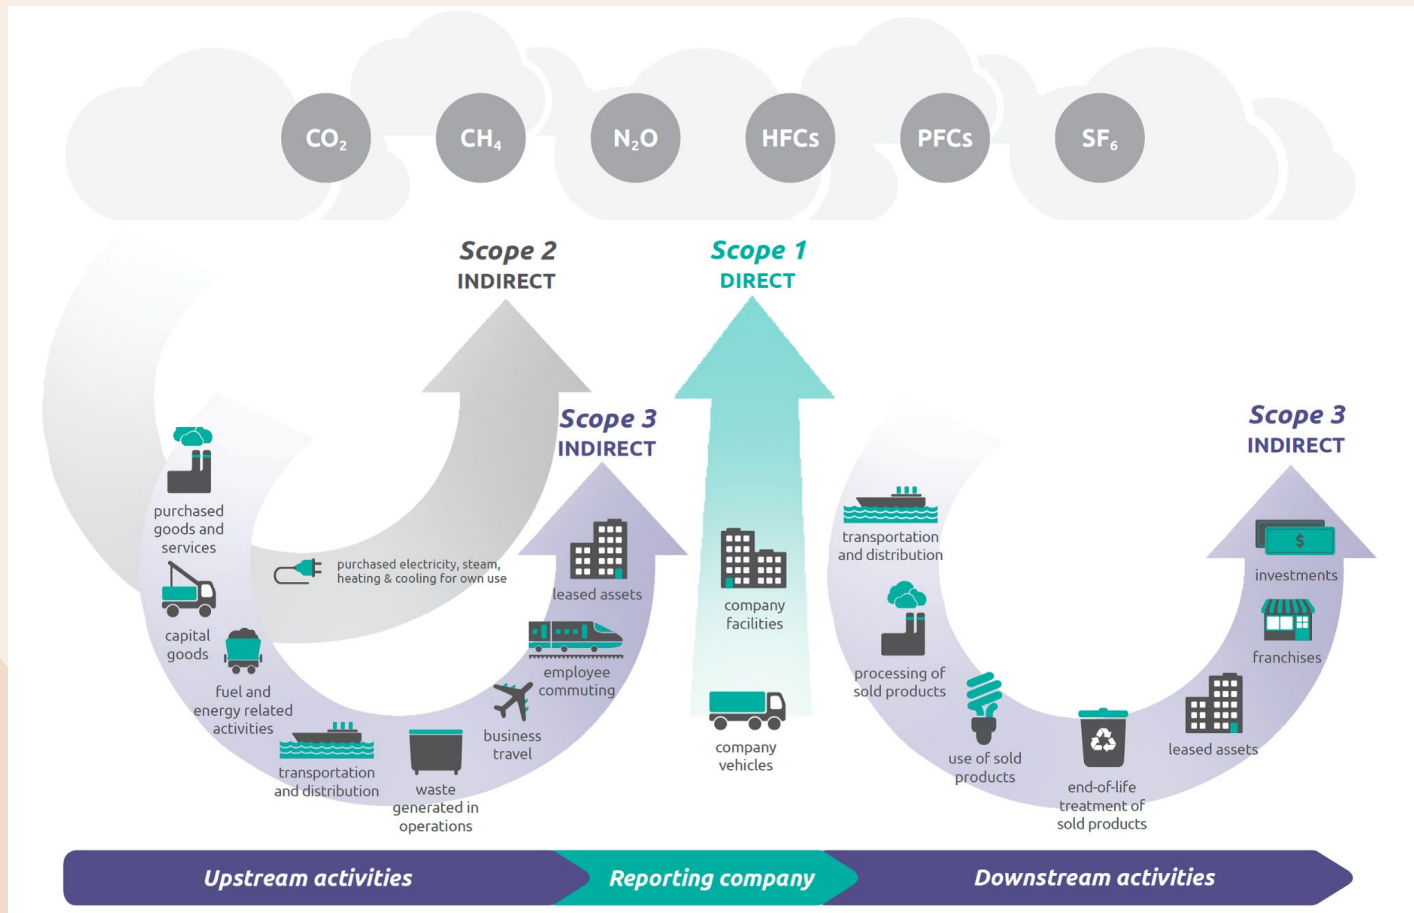 CO₂
CH₄
N₂O
HFCs
PFCs
SF₆
Scope 2
INDIRECT
Scope 1
DIRECT
Scope 3
INDIRECT
Scope 3
INDIRECT
purchased
goods and
services
capital
goods
fuel and
energy related
activities
transportation
and distribution
waste
generated in
operations
business
travel
employee
commuting
leased assets
purchased electricity, steam,
heating & cooling for own use
company
facilities
company
vehicles
transportation
and distribution
processing of
sold products
use of sold
products
end-of-life
treatment of
sold products
leased assets
franchises
$
investments
Upstream activities
Reporting company
Downstream activities